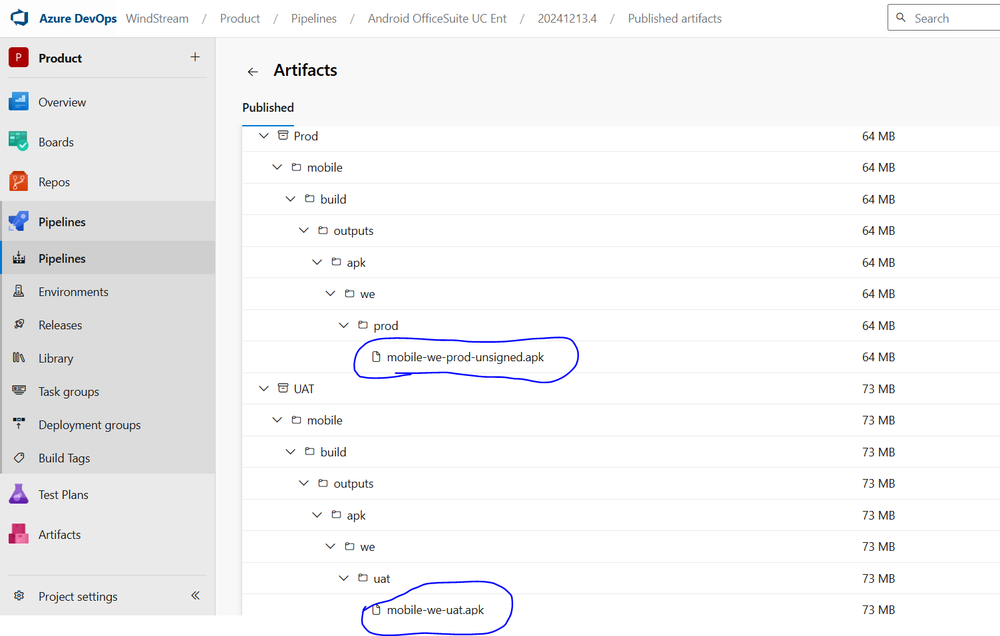 Azure DevOps WindStream / Product / Pipelines / Android OfficeSuite UC Ent / 20241213.4 / Published artifacts
Search
P Product +
Overview
Boards
Repos
Pipelines
Pipelines
Environments
Releases
Library
Task groups
Deployment groups
Build Tags
Test Plans
Artifacts
Project settings
Artifacts
Published
Prod 64 MB
mobile 64 MB
build 64 MB
outputs 64 MB
apk 64 MB
we 64 MB
prod 64 MB
mobile-we-prod-unsigned.apk 64 MB
UAT 73 MB
mobile 73 MB
build 73 MB
outputs 73 MB
apk 73 MB
we 73 MB
uat 73 MB
mobile-we-uat.apk 73 MB